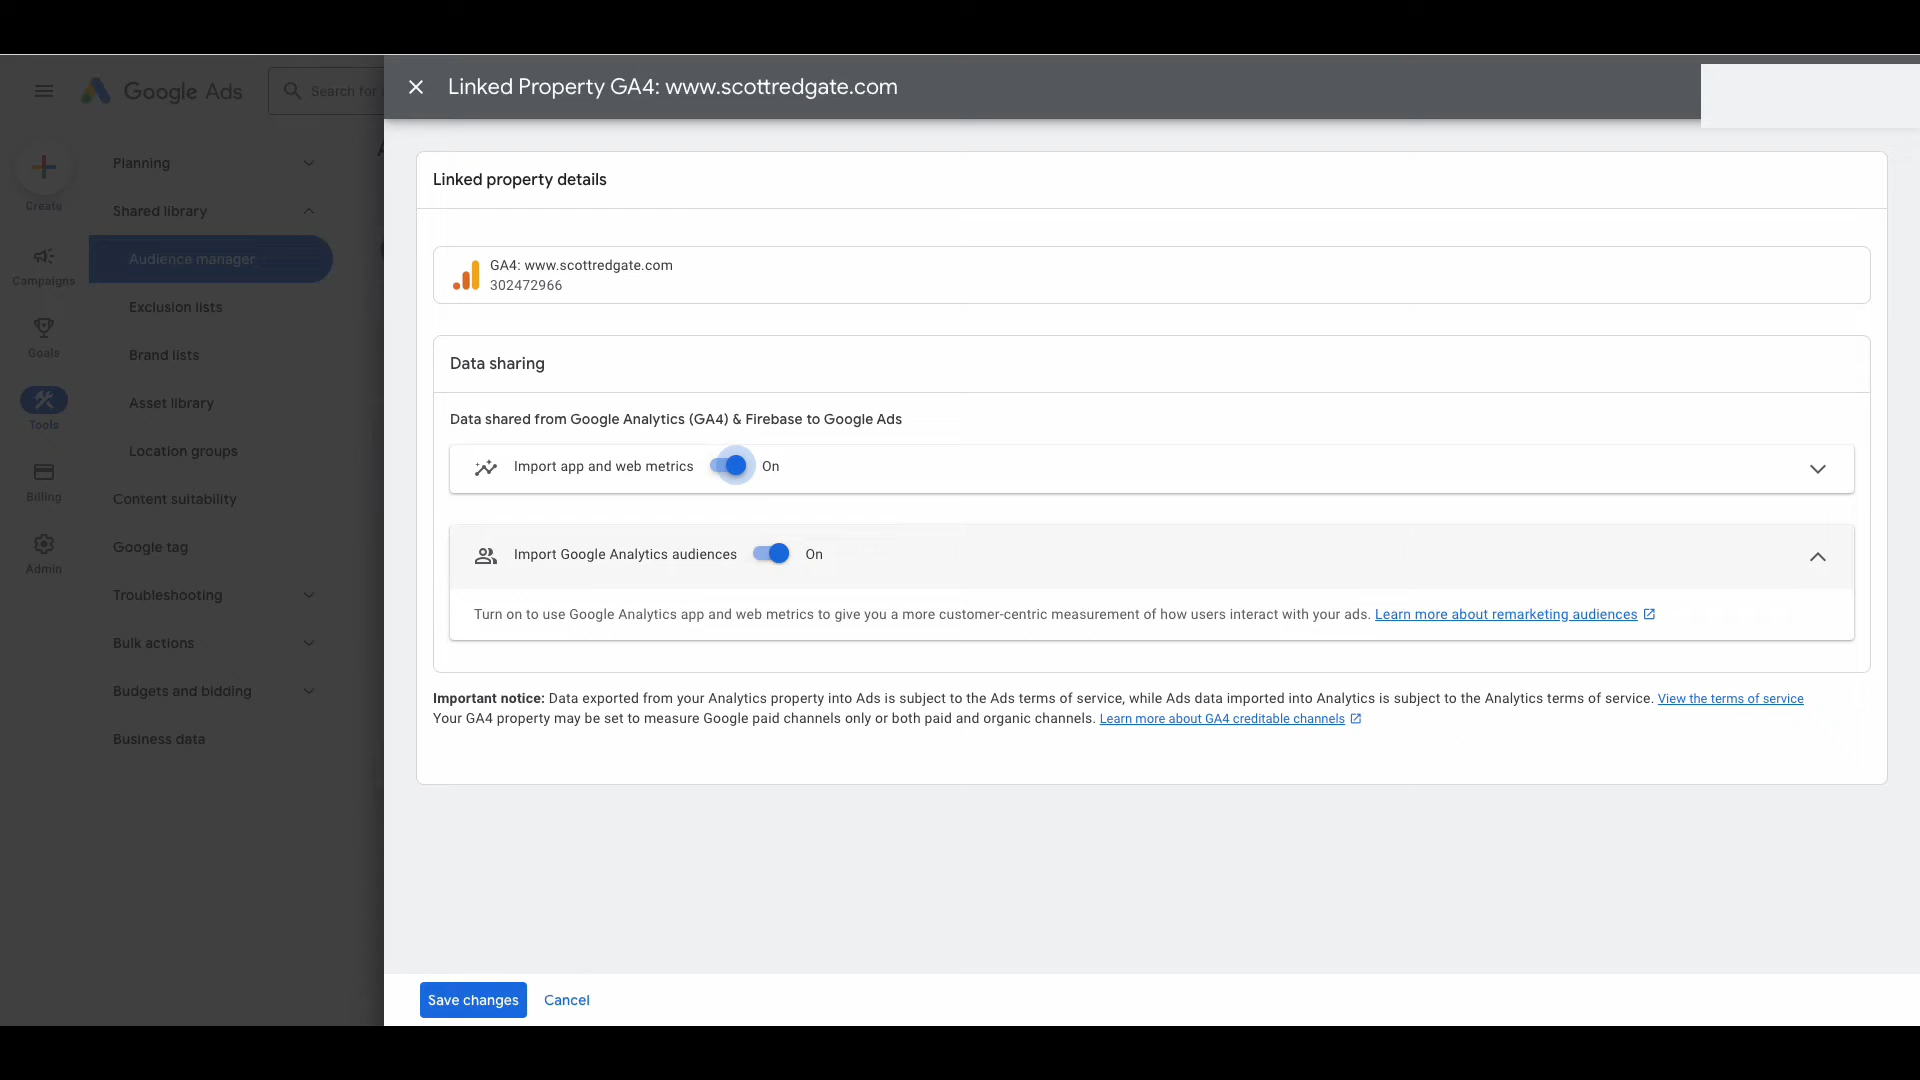 Google Ads
Search for
Linked Property GA4: www.scottredgate.com
Create
Campaigns
Goals
Tools
Billing
Admin
Planning
Shared library
Audience manager
Exclusion lists
Brand lists
Asset library
Location groups
Content suitability
Google tag
Troubleshooting
Bulk actions
Budgets and bidding
Business data
Linked property details
GA4: www.scottredgate.com
302472966
Data sharing
Data shared from Google Analytics (GA4) & Firebase to Google Ads
Import app and web metrics On
Import Google Analytics audiences On
Turn on to use Google Analytics app and web metrics to give you a more customer-centric measurement of how users interact with your ads. Learn more about remarketing audiences
Important notice: Data exported from your Analytics property into Ads is subject to the Ads terms of service, while Ads data imported into Analytics is subject to the Analytics terms of service. View the terms of service
Your GA4 property may be set to measure Google paid channels only or both paid and organic channels. Learn more about GA4 creditable channels
Save changes Cancel